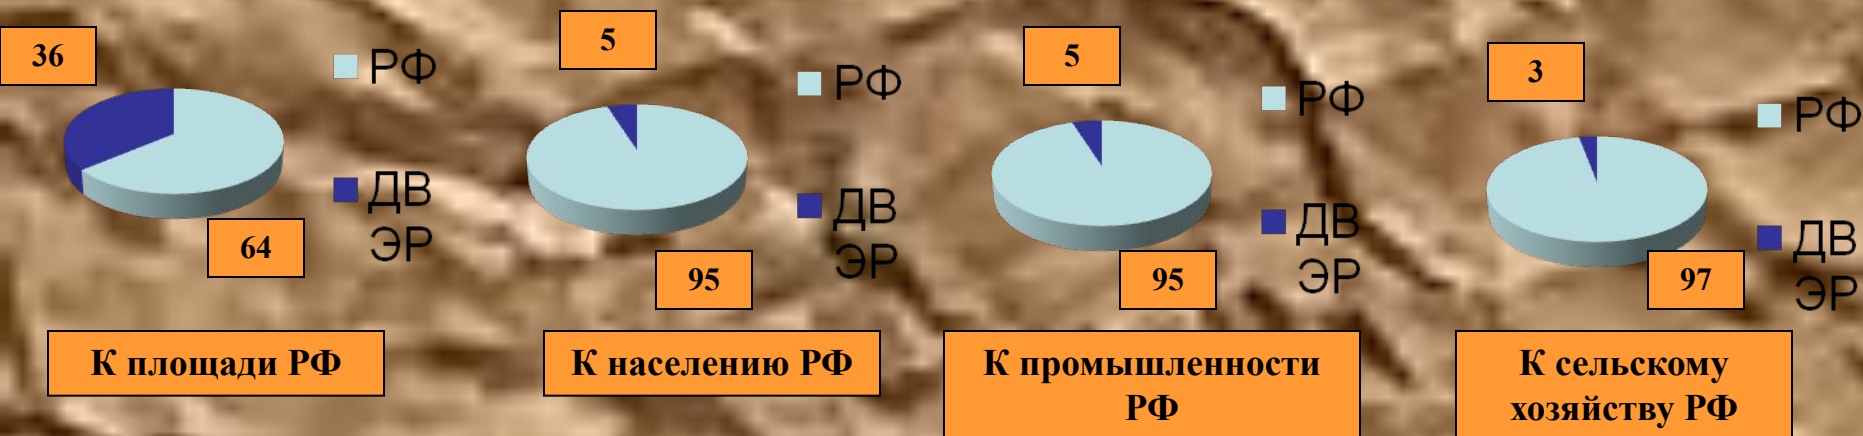 36
РФ
ДВ
ЭР
64
К площади РФ
5
РФ
ДВ
ЭР
95
К населению РФ
5
РФ
ДВ
ЭР
95
К промышленности
РФ
3
РФ
ДВ
ЭР
97
К сельскому
хозяйству РФ